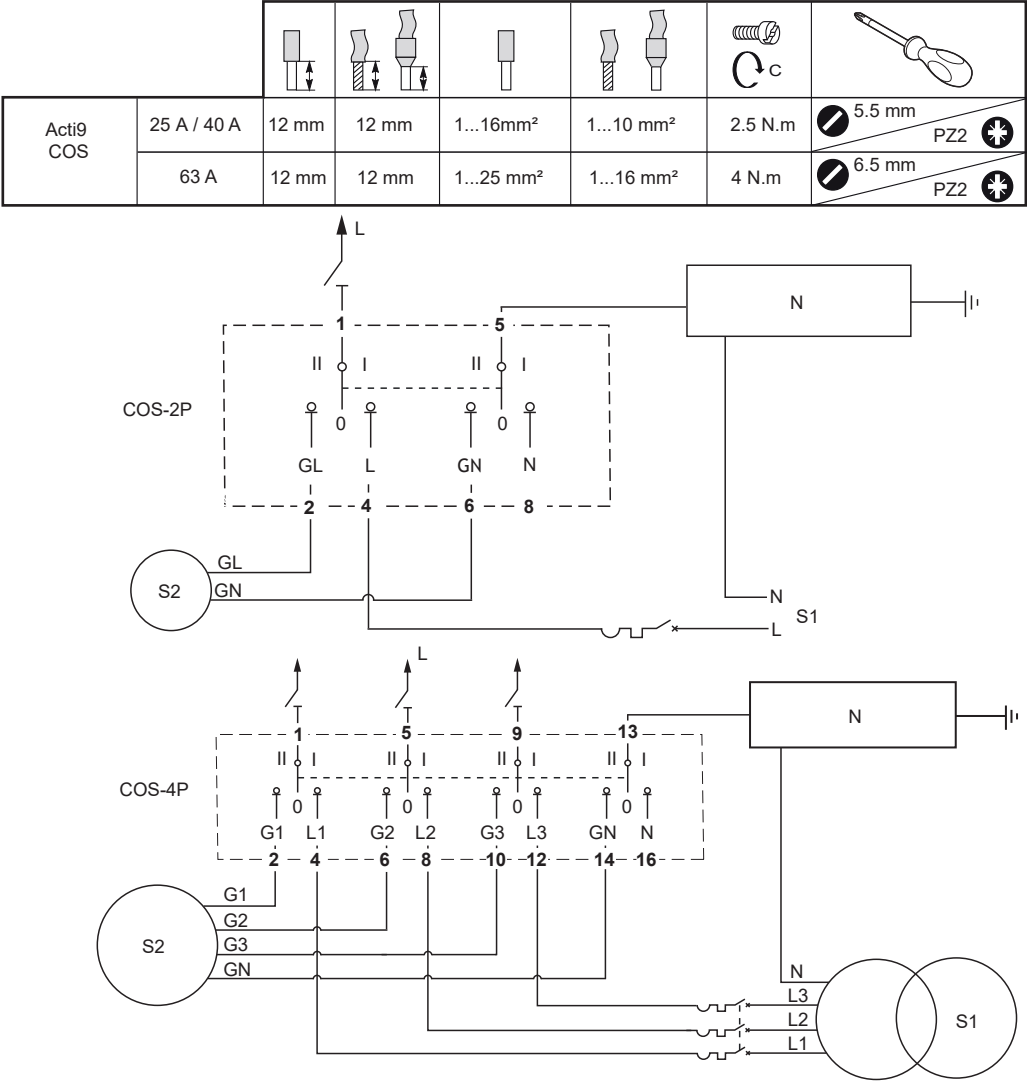 C
Acti9
COS
25 A / 40 A 12 mm 12 mm 1...16mm² 1...10 mm² 2.5 N.m 5.5 mm
PZ2
63 A 12 mm 12 mm 1...25 mm² 1...16 mm² 4 N.m 6.5 mm
PZ2
L
N
1 5
II I II I
COS-2P
0 0
GL L GN N
2 4 6 8
GL
S2
GN
N
S1
L
L
N
1 5 9 13
II I II I II I II I
COS-4P
0 0 0 0
G1 L1 G2 L2 G3 L3 GN N
2 4 6 8 10 12 14 16
G1
G2
S2
G3
GN
N
L3
L2
S1
L1